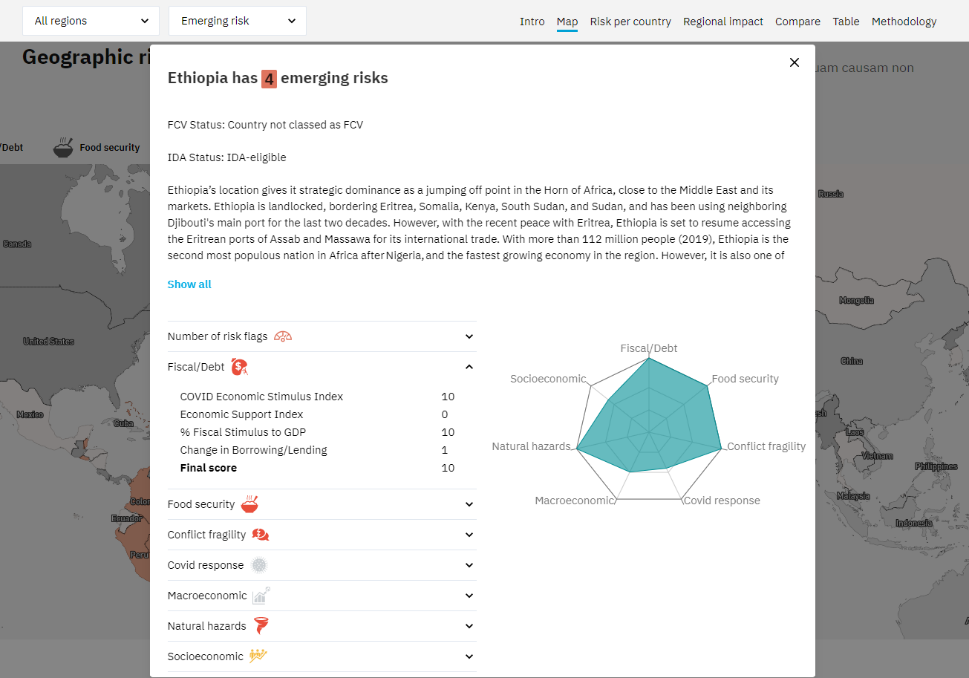 All regions
Emerging risk
Intro Map Risk per country Regional impact Compare Table Methodology
Geographic ri
uam causam non
/Debt
Food security
Ethiopia has 4 emerging risks
FCV Status: Country not classed as FCV
IDA Status: IDA-eligible
Ethiopia's location gives it strategic dominance as a jumping off point in the Horn of Africa, close to the Middle East and its
markets. Ethiopia is landlocked, bordering Eritrea, Somalia, Kenya, South Sudan, and Sudan, and has been using neighboring
Djibouti's main port for the last two decades. However, with the recent peace with Eritrea, Ethiopia is set to resume accessing
the Eritrean ports of Assab and Massawa for its international trade. With more than 112 million people (2019), Ethiopia is the
second most populous nation in Africa after Nigeria, and the fastest growing economy in the region. However, it is also one of
Show all
Number of risk flags
Fiscal/Debt
COVID Economic Stimulus Index 10
Economic Support Index 0
% Fiscal Stimulus to GDP 10
Change in Borrowing/Lending 1
Final score 10
Food security
Conflict fragility
Covid response
Macroeconomic
Natural hazards
Socioeconomic
Fiscal/Debt
Socioeconomic
Food security
Natural hazards
Conflict fragility
Macroeconomic
Covid response
Canada
United States
Mexico
Cuba
Colo
Ecuador
Peru
Russia
Mongolia
China
sh
Laos
Vietnam
Philippines
Malaysia
Indonesia
A